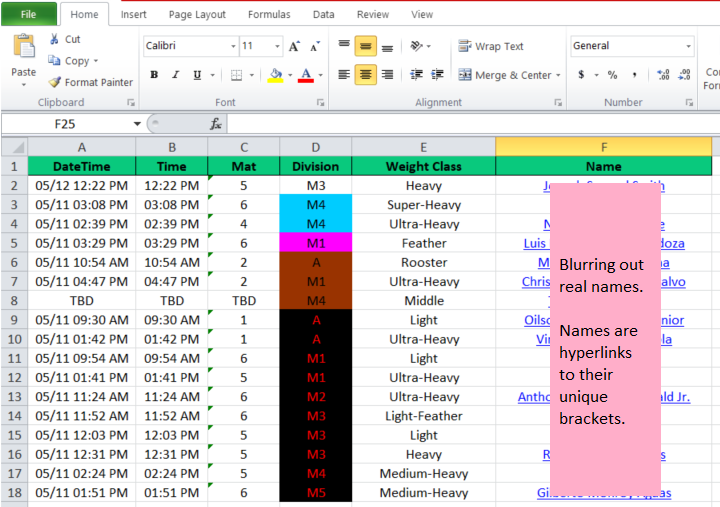 File Home Insert Page Layout Formulas Data Review View
Cut
Calibri 11 A A Wrap Text General
Copy
Paste
Format Painter B I U A Merge & Center $ % , .00 .00
Clipboard Font Alignment Number
F25 fx
A B C D E F
1 DateTime Time Mat Division Weight Class Name
2 05/12 12:22 PM 12:22 PM 5 M3 Heavy
3 05/11 03:08 PM 03:08 PM 6 M4 Super-Heavy
4 05/11 02:39 PM 02:39 PM 4 M4 Ultra-Heavy
5 05/11 03:29 PM 03:29 PM 6 M1 Feather Luis
6 05/11 10:54 AM 10:54 AM 2 A Rooster
7 05/11 04:47 PM 04:47 PM 2 M1 Ultra-Heavy
8 TBD TBD TBD M4 Middle
9 05/11 09:30 AM 09:30 AM 1 A Light
10 05/11 01:42 PM 01:42 PM 1 A Ultra-Heavy
11 05/11 09:54 AM 09:54 AM 6 M1 Light
12 05/11 01:41 PM 01:41 PM 5 M1 Ultra-Heavy
13 05/11 11:24 AM 11:24 AM 6 M2 Ultra-Heavy Jr.
14 05/11 11:52 AM 11:52 AM 6 M3 Light-Feather
15 05/11 12:03 PM 12:03 PM 5 M3 Light
16 05/11 12:31 PM 12:31 PM 5 M3 Heavy
17 05/11 02:24 PM 02:24 PM 5 M4 Medium-Heavy
18 05/11 01:51 PM 01:51 PM 6 M5 Medium-Heavy
Blurring out
real names.
Names are
hyperlinks
to their
unique
brackets.